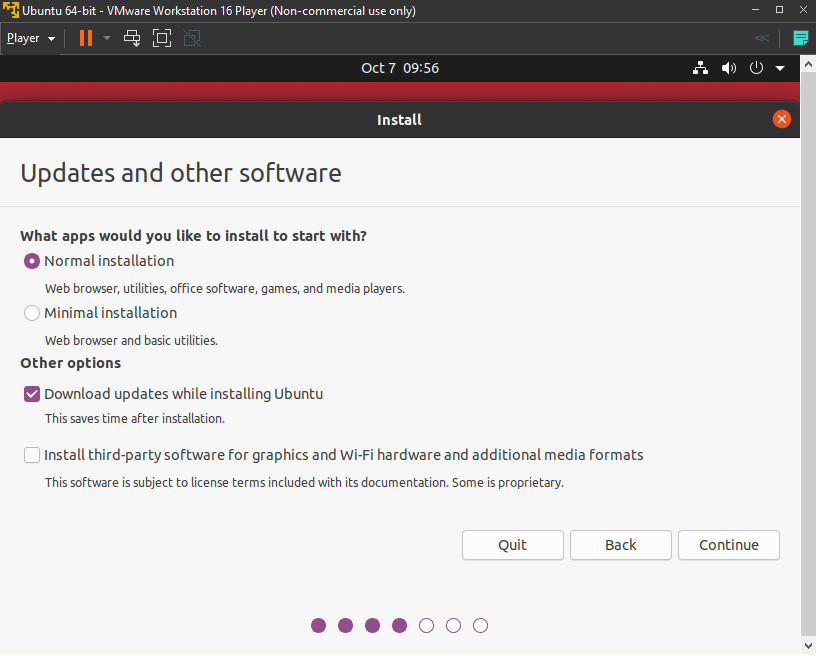 Ubuntu 64-bit - VMware Workstation 16 Player (Non-commercial use only)
Player
Oct 7 09:56
Install
Updates and other software
What apps would you like to install to start with?
Normal installation
Web browser, utilities, office software, games, and media players.
Minimal installation
Web browser and basic utilities.
Other options
Download updates while installing Ubuntu
This saves time after installation.
Install third-party software for graphics and Wi-Fi hardware and additional media formats
This software is subject to license terms included with its documentation. Some is proprietary.
Quit Back Continue